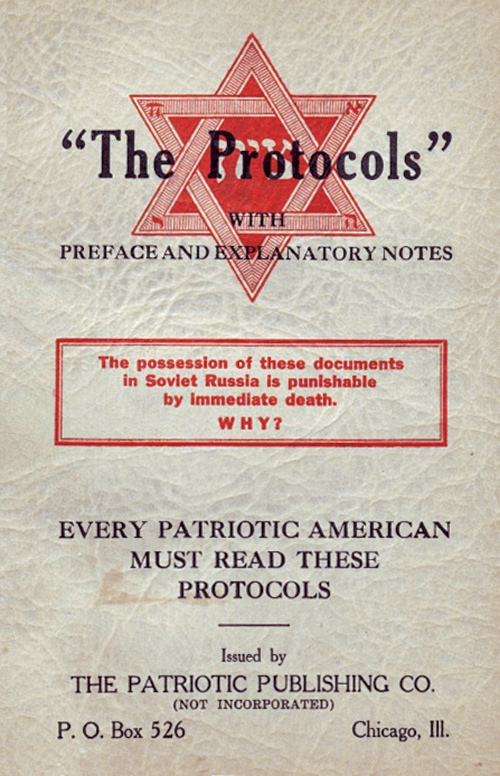 "The Protocols"
WITH
PREFACE AND EXPLANATORY NOTES
The possession of these documents
in Soviet Russia is punishable
by immediate death.
WHY?
EVERY PATRIOTIC AMERICAN
MUST READ THESE
PROTOCOLS
Issued by
THE PATRIOTIC PUBLISHING CO.
(NOT INCORPORATED)
P. O. Box 526 Chicago, Ill.